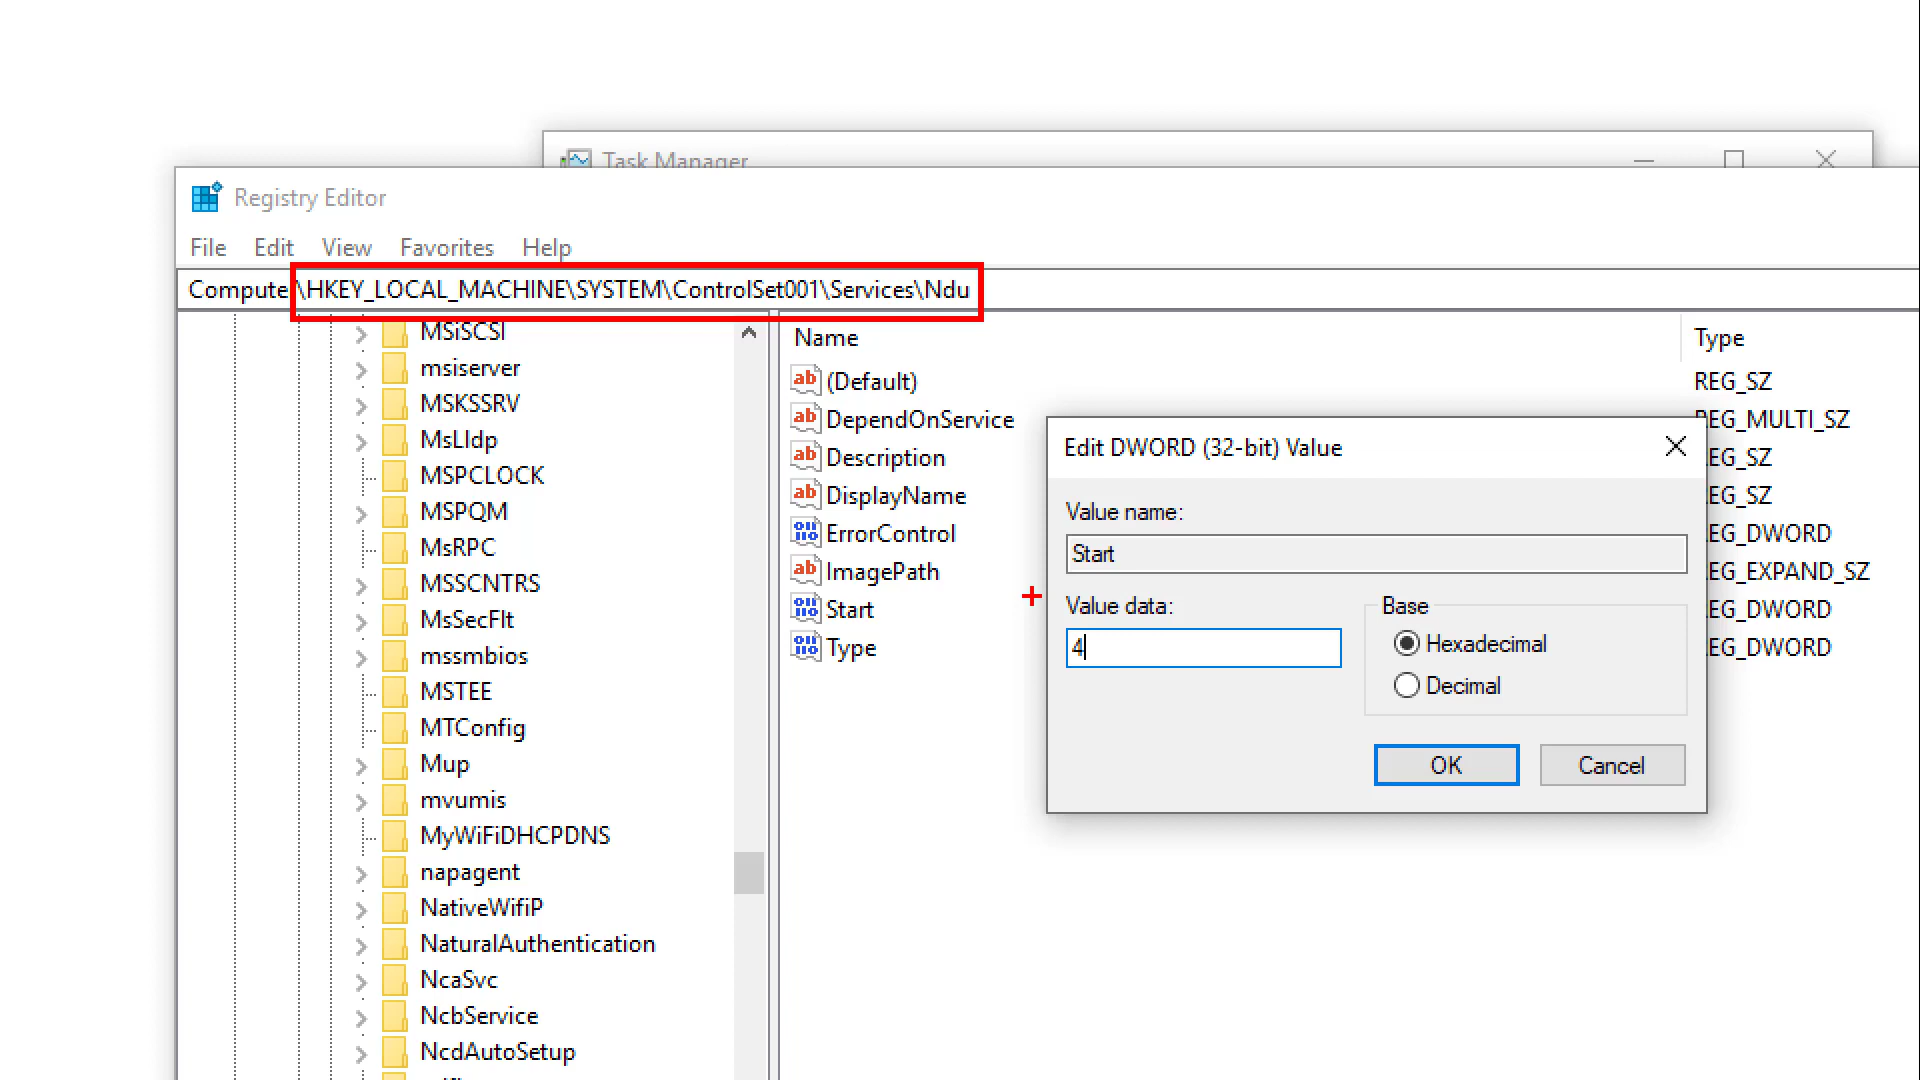 Task Manager
Registry Editor
File Edit View Favorites Help
Compute\HKEY_LOCAL_MACHINE\SYSTEM\ControlSet001\Services\Ndu
MSiSCSI
msiserver
MSKSSRV
MsLldp
MSPCLOCK
MSPQM
MsRPC
MSSCNTRS
MsSecFlt
mssmbios
MSTEE
MTConfig
Mup
mvumis
MyWiFiDHCPDNS
napagent
NativeWifiP
NaturalAuthentication
NcaSvc
NcbService
NcdAutoSetup
Name Type
(Default) REG_SZ
DependOnService REG_MULTI_SZ
Description EG_SZ
DisplayName EG_SZ
ErrorControl EG_DWORD
ImagePath EG_EXPAND_SZ
Start EG_DWORD
Type EG_DWORD
Edit DWORD (32-bit) Value
Value name:
Start
Value data:
4
Base
Hexadecimal
Decimal
OK Cancel